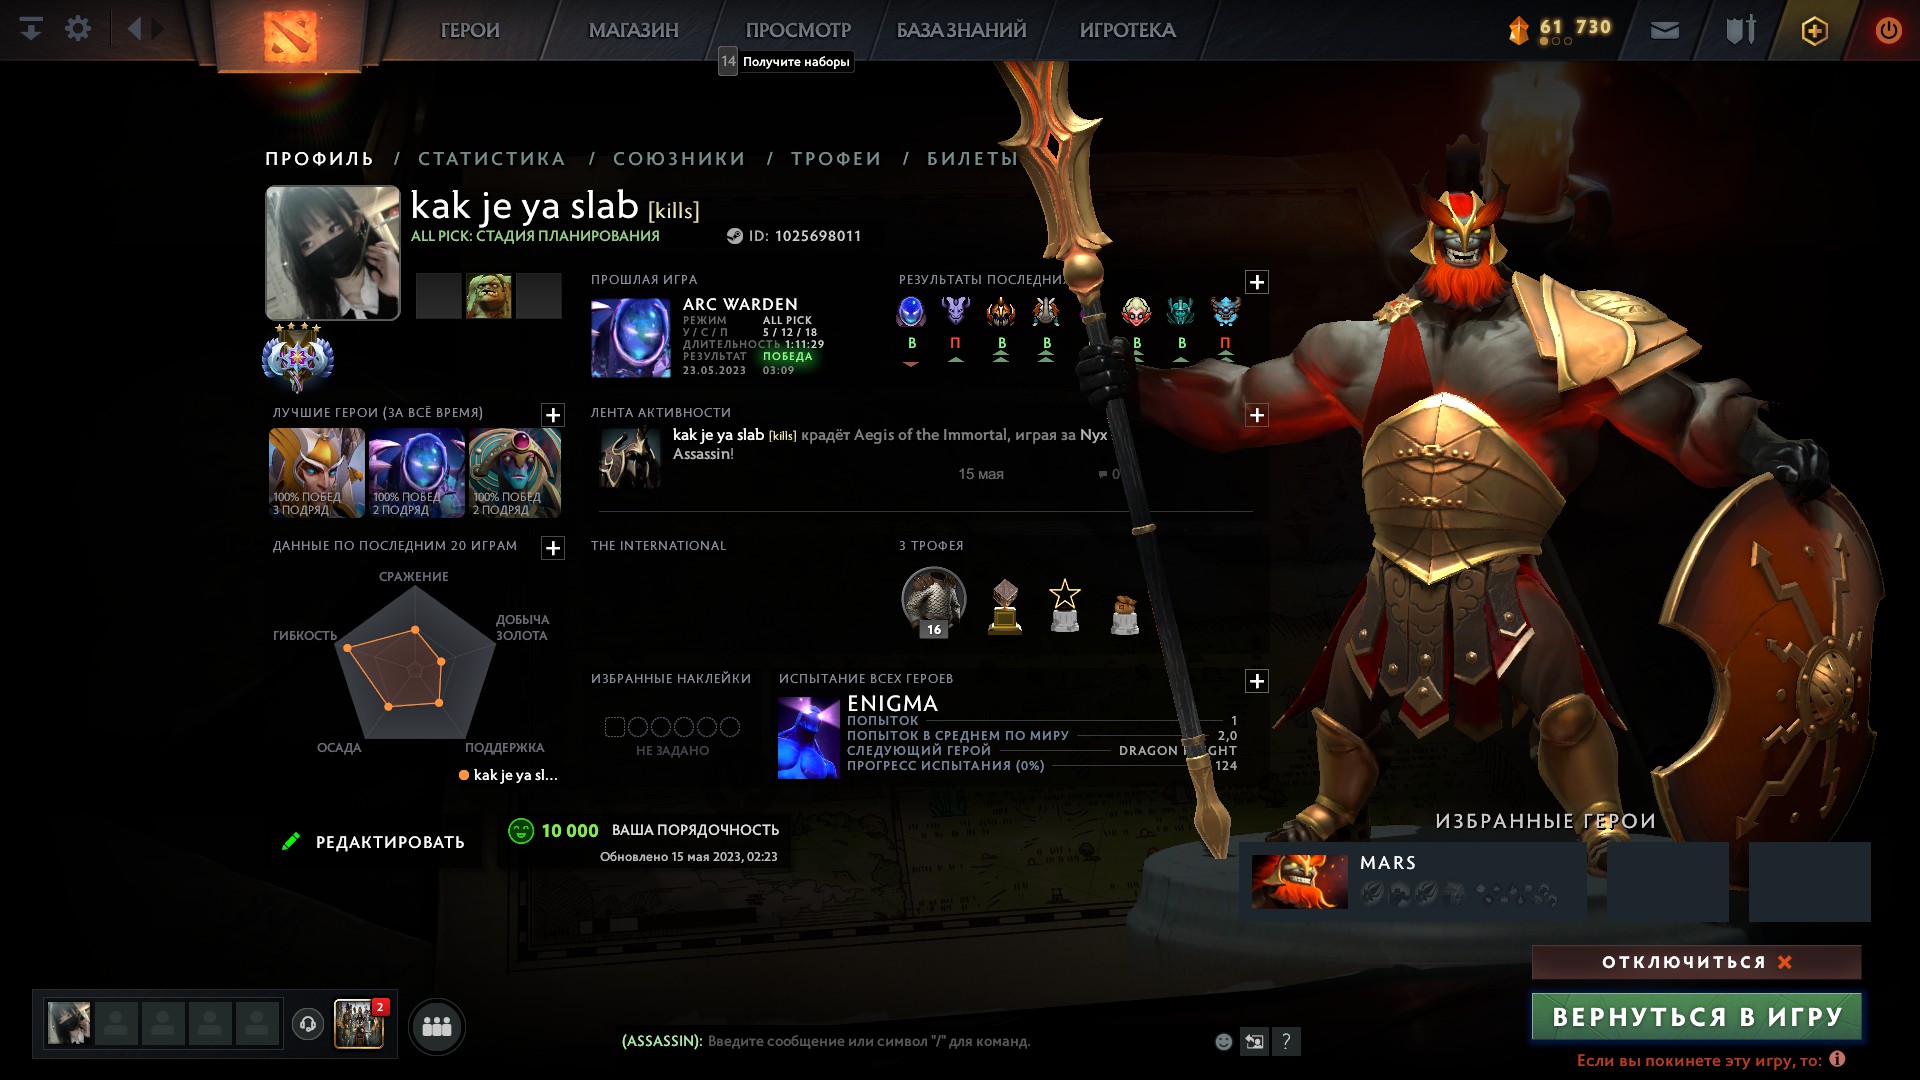 ГЕРОИ
МАГАЗИН
ПРОСМОТР
БАЗА ЗНАНИЙ
ИГРОТЕКА
61 730
14 Получите наборы
ПРОФИЛЬ / СТАТИСТИКА / СОЮЗНИКИ / ТРОФЕИ / БИЛЕТЫ
kak je ya slab [kills]
ALL PICK: СТАДИЯ ПЛАНИРОВАНИЯ
ID: 1025698011
ПРОШЛАЯ ИГРА
ARC WARDEN
РЕЖИМ ALL PICK
У / С / П 5 / 12 / 18
ДЛИТЕЛЬНОСТЬ 1:11:29
РЕЗУЛЬТАТ ПОБЕДА
23.05.2023 03:09
РЕЗУЛЬТАТЫ
В П В В В В П
ЛУЧШИЕ ГЕРОИ (ЗА ВСЁ ВРЕМЯ)
100% ПОБЕД
3 ПОДРЯД
100% ПОБЕД
2 ПОДРЯД
100% ПОБЕД
2 ПОДРЯД
ЛЕНТА АКТИВНОСТИ
kak je ya slab [kills] крадёт Aegis of the Immortal, играя за Nyx
Assassin!
15 мая
0
ДАННЫЕ ПО ПОСЛЕДНИМ 20 ИГРАМ
СРАЖЕНИЕ
ДОБЫЧА
ЗОЛОТА
ГИБКОСТЬ
ОСАДА
ПОДДЕРЖКА
kak je ya sl...
THE INTERNATIONAL
3 ТРОФЕЯ
16
ИЗБРАННЫЕ НАКЛЕЙКИ
НЕ ЗАДАНО
ИСПЫТАНИЕ ВСЕХ ГЕРОЕВ
ENIGMA
ПОПЫТОК 1
ПОПЫТОК В СРЕДНЕМ ПО МИРУ 2,0
СЛЕДУЮЩИЙ ГЕРОЙ DRAGON
ПРОГРЕСС ИСПЫТАНИЯ (0%) 124
РЕДАКТИРОВАТЬ
10 000 ВАША ПОРЯДОЧНОСТЬ
Обновлено 15 мая 2023, 02:23
ИЗБРАННЫЕ ГЕРОИ
MARS
ОТКЛЮЧИТЬСЯ
ВЕРНУТЬСЯ В ИГРУ
Если вы покинете эту игру, то:
2
(ASSASSIN): Введите сообщение или символ "/" для команд.
?